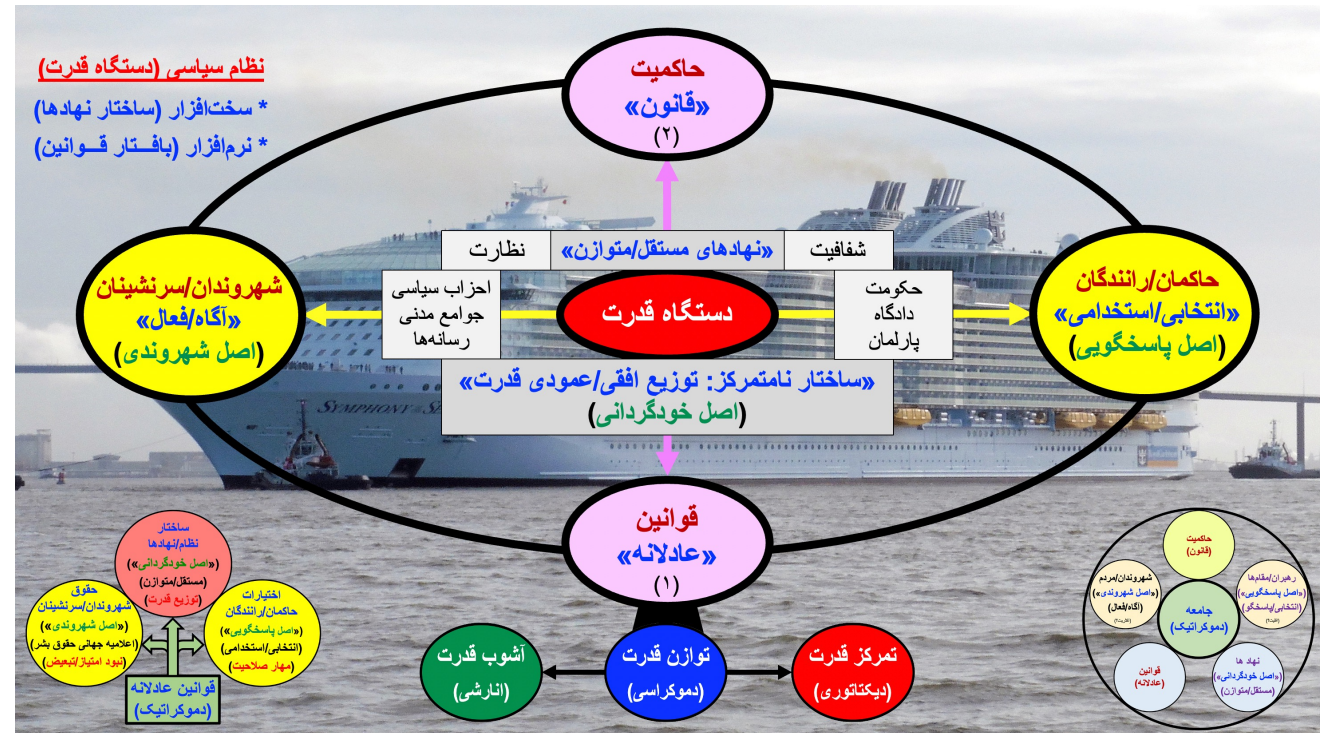 نظام سیاسی (دستگاه قدرت)
* سخت‌افزار (ساختار نهادها)
* نرم‌افزار (بافــتار قــوانین)
حاکمیت
«قانون»
(۲)
نظارت
«نهادهای مستقل/متوازن»
شفافیت
حاکمان/رانندگان
«انتخابی/استخدامی»
(اصل پاسخگویی)
حکومت
دادگاه
پارلمان
دستگاه قدرت
احزاب سیاسی
جوامع مدنی
رسانه‌ها
شهروندان/سرنشینان
«آگاه/فعال»
(اصل شهروندی)
«ساختار نامتمرکز: توزیع افقی/عمودی قدرت»
(اصل خودگردانی)
SYMPHONY
قوانین
«عادلانه»
(۱)
تمرکز قدرت
(دیکتاتوری)
توازن قدرت
(دموکراسی)
آشوب قدرت
(انارشی)
حاکمیت
(قانون)
رهبران/مقام‌ها
(«اصل پاسخگویی»)
(انتخابی/پاسخگو)
شهروندان/مردم
(«اصل شهروندی»)
(آگاه/فعال)
جامعه
(دموکراتیک)
نهاد ها
(«اصل خودگردانی»)
(مستقل/متوازن)
قوانین
(عادلانه)
ساختار
نظام/نهادها
(«اصل خودگردانی»)
(مستقل/متوازن)
(توزیع قدرت)
اختیارات
حاکمان/رانندگان
(«اصل پاسخگویی»)
(انتخابی/استخدامی)
(مهار صلاحیت)
حقوق
شهروندان/سرنشینان
(«اصل شهروندی»)
(اعلامیه جهانی حقوق بشر)
(نبود امتیاز/تبعیض)
قوانین عادلانه
(دموکراتیک)